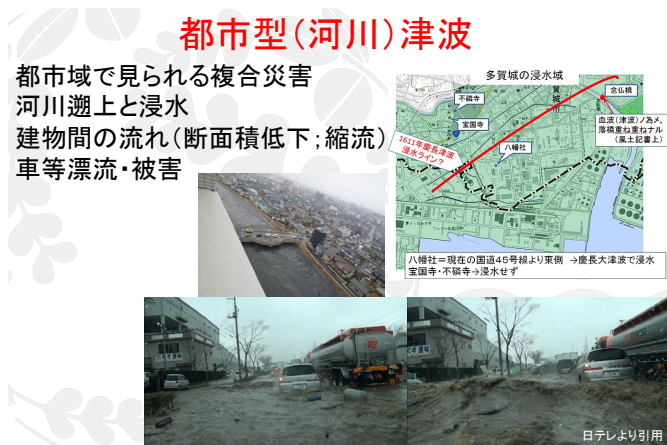 都市型（河川）津波
都市域で見られる複合災害
河川遡上と浸水
建物間の流れ（断面積低下；縮流）
車等漂流・被害
多賀城の浸水域
不磷寺
宝国寺
念仏橋
八幡社
1611年慶長津波
浸水ライン？
血波（津波）ノ為メ、
落橋重ね重ねナル
（風土記書上）
八幡社＝現在の国道４５号線より東側　→慶長大津波で浸水
宝国寺・不磷寺→浸水せず
日テレより引用